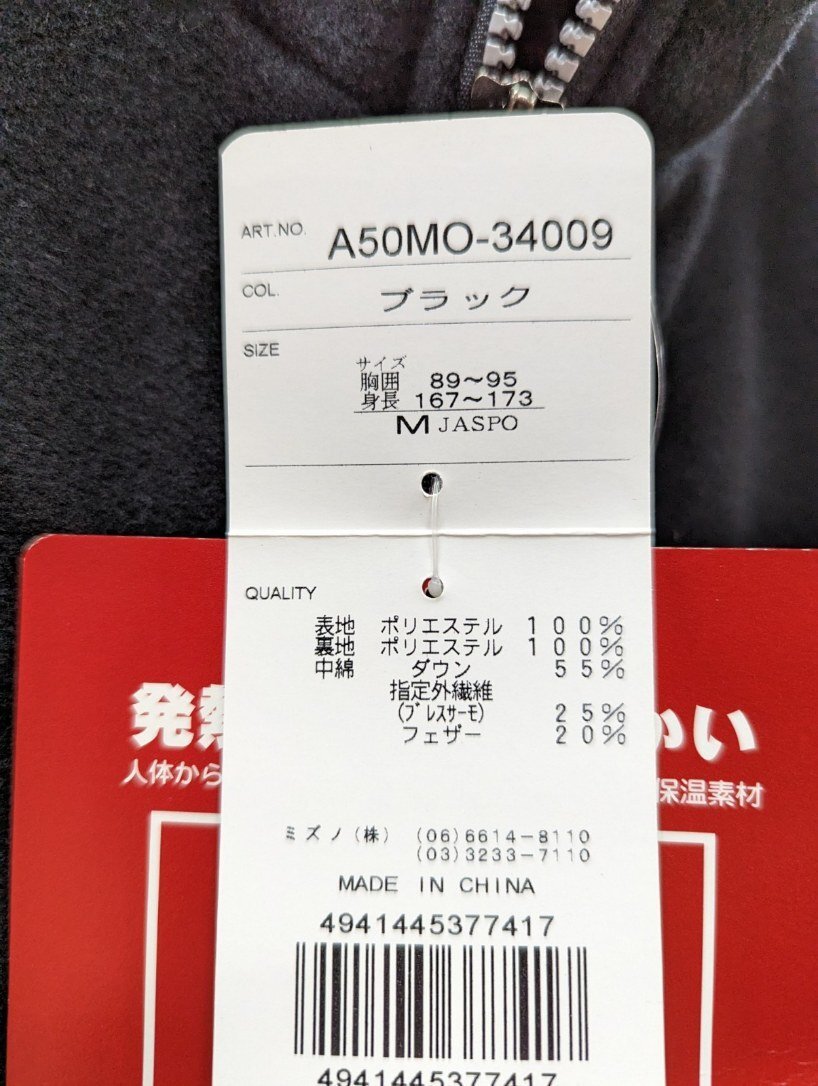 ART.NO. A50MO-34009
COL. ブラック
SIZE
サイズ
胸囲 89～95
身長 167～173
M JASPO
QUALITY
表地 ポリエステル 100%
裏地 ポリエステル 100%
中綿 ダウン 55%
指定外繊維
(ブレスサーモ) 25%
フェザー 20%
発熱 かい
人体から 保温素材
ミズノ(株) (06)6614-8110
(03)3233-7110
MADE IN CHINA
4941445377417
4941445377417